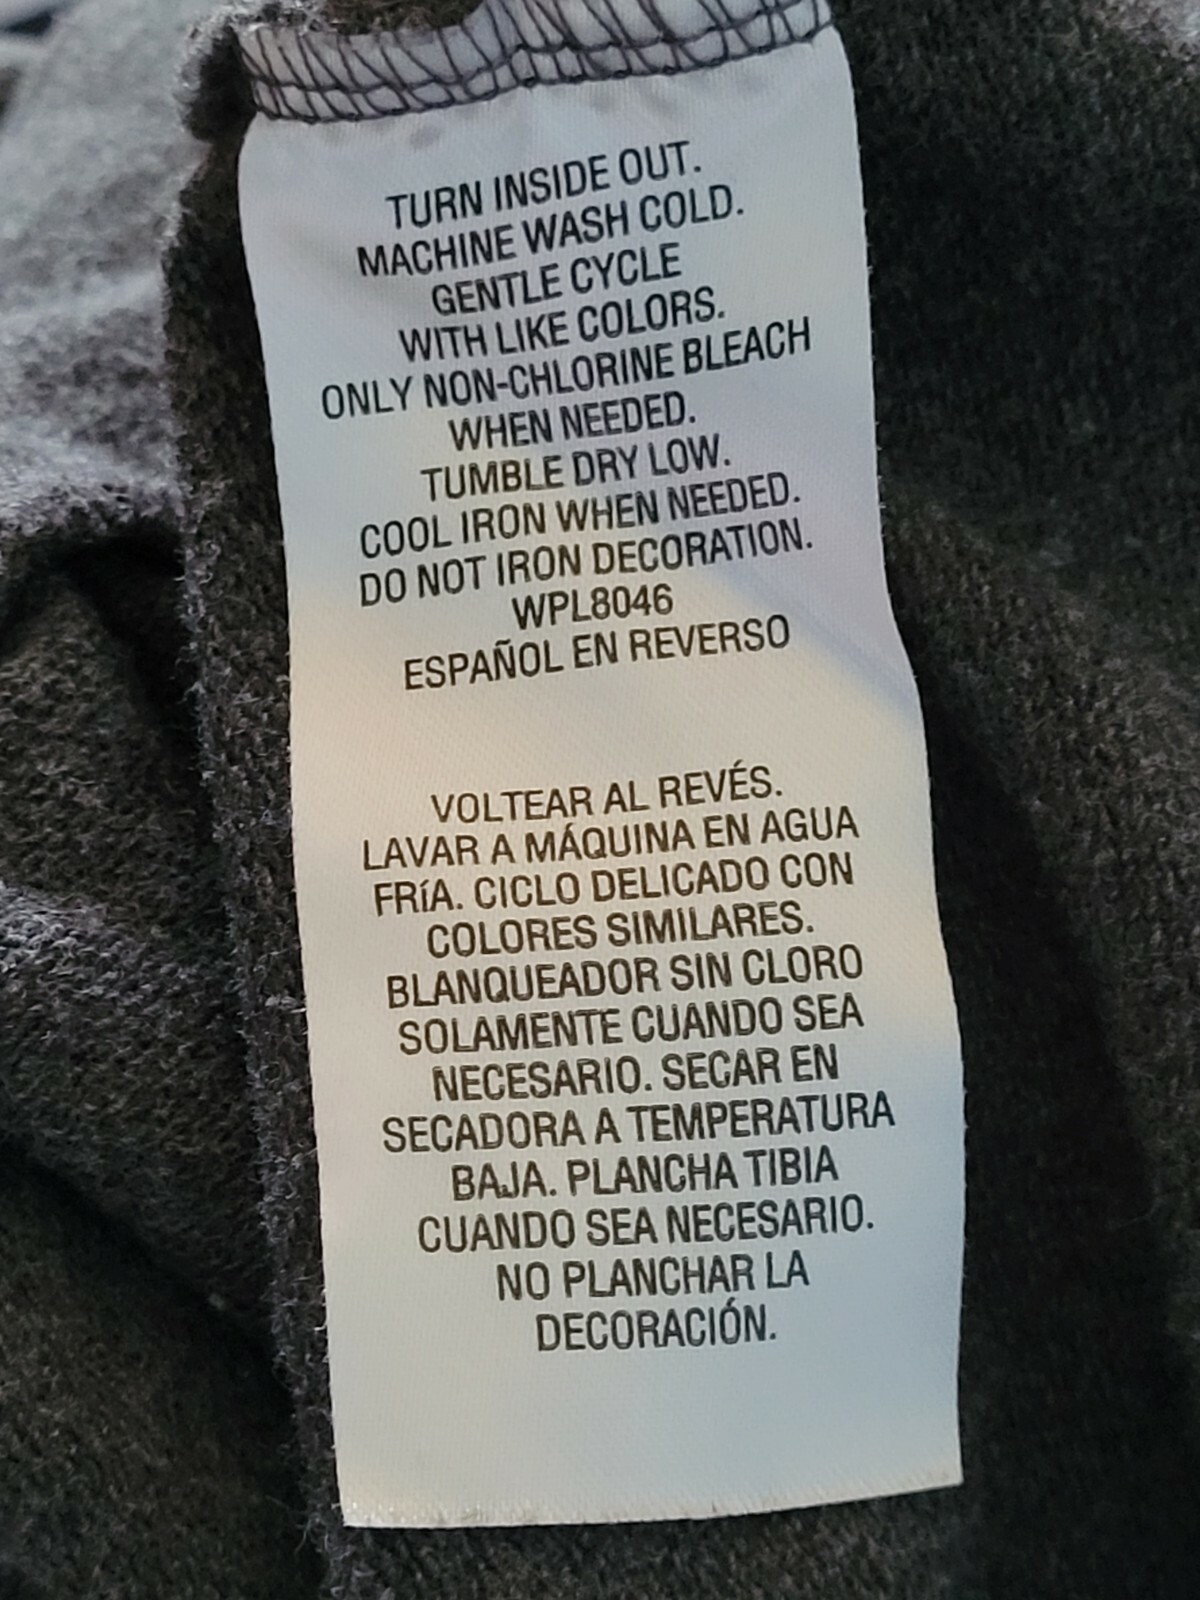 TURN INSIDE OUT.
MACHINE WASH COLD.
GENTLE CYCLE
WITH LIKE COLORS.
ONLY NON-CHLORINE BLEACH
WHEN NEEDED.
TUMBLE DRY LOW.
COOL IRON WHEN NEEDED.
DO NOT IRON DECORATION.
WPL8046
ESPAÑOL EN REVERSO
VOLTEAR AL REVÉS.
LAVAR A MÁQUINA EN AGUA
FRíA. CICLO DELICADO CON
COLORES SIMILARES.
BLANQUEADOR SIN CLORO
SOLAMENTE CUANDO SEA
NECESARIO. SECAR EN
SECADORA A TEMPERATURA
BAJA. PLANCHA TIBIA
CUANDO SEA NECESARIO.
NO PLANCHAR LA
DECORACIÓN.